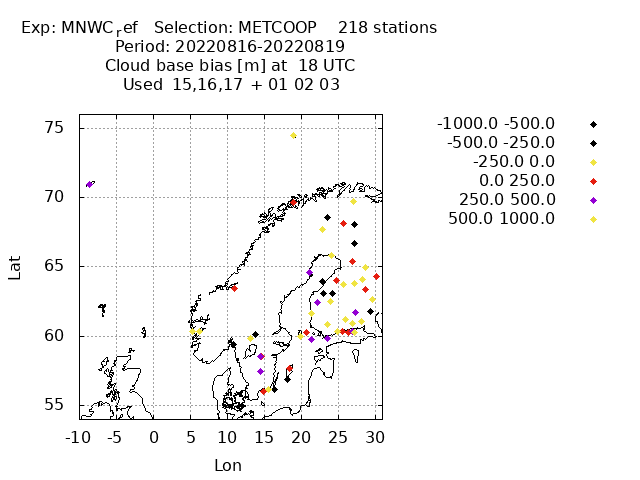 Exp: MNWCref Selection: METCOOP 218 stations
Period: 20220816-20220819
Cloud base bias [m] at 18 UTC
Used 15,16,17 + 01 02 03
-1000.0 -500.0
-500.0 -250.0
-250.0 0.0
0.0 250.0
250.0 500.0
500.0 1000.0
75
70
65
60
55
Lat
-10 -5 0 5 10 15 20 25 30
Lon